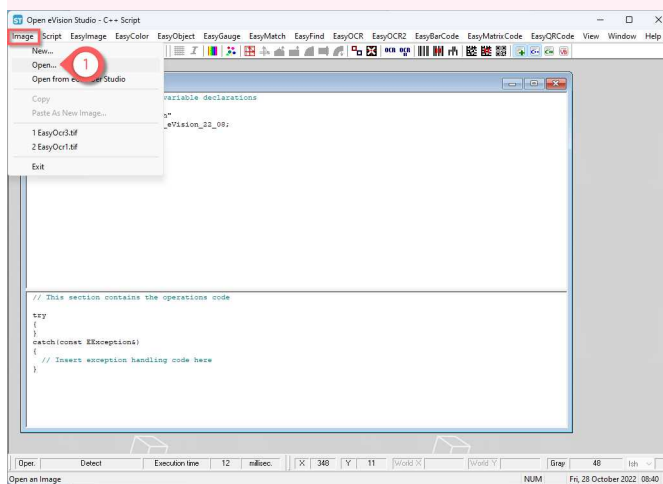 Open eVision Studio - C++ Script
Image Script EasyImage EasyColor EasyObject EasyGauge EasyMatch EasyFind EasyOCR EasyOCR2 EasyBarCode EasyMatrixCode EasyQRCode View Window Help
New...
Open...
1
Open from Studio
variable declarations
Copy
Paste As New Image...
_eVision_22_08;
1 EasyOcr3.tif
2 EasyOcr1.tif
Exit
// This section contains the operations code
try
{
}
catch(const EException&)
{
// Insert exception handling code here
}
Oper. Detect Execution time 12 millisec. X 348 Y 11 World X World Y Gray 48 Ish
Open an Image NUM Fri, 28 October 2022 08:40